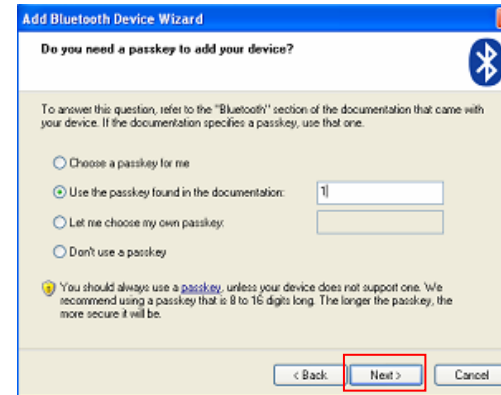 Add Bluetooth Device Wizard
Do you need a passkey to add your device?
To answer this question, refer to the "Bluetooth" section of the documentation that came with
your device. If the documentation specifies a passkey, use that one.
Choose a passkey for me
Use the passkey found in the documentation: 1
Let me choose my own passkey:
Don't use a passkey
You should always use a passkey, unless your device does not support one. We
recommend using a passkey that is 8 to 16 digits long. The longer the passkey, the
more secure it will be.
< Back Next > Cancel